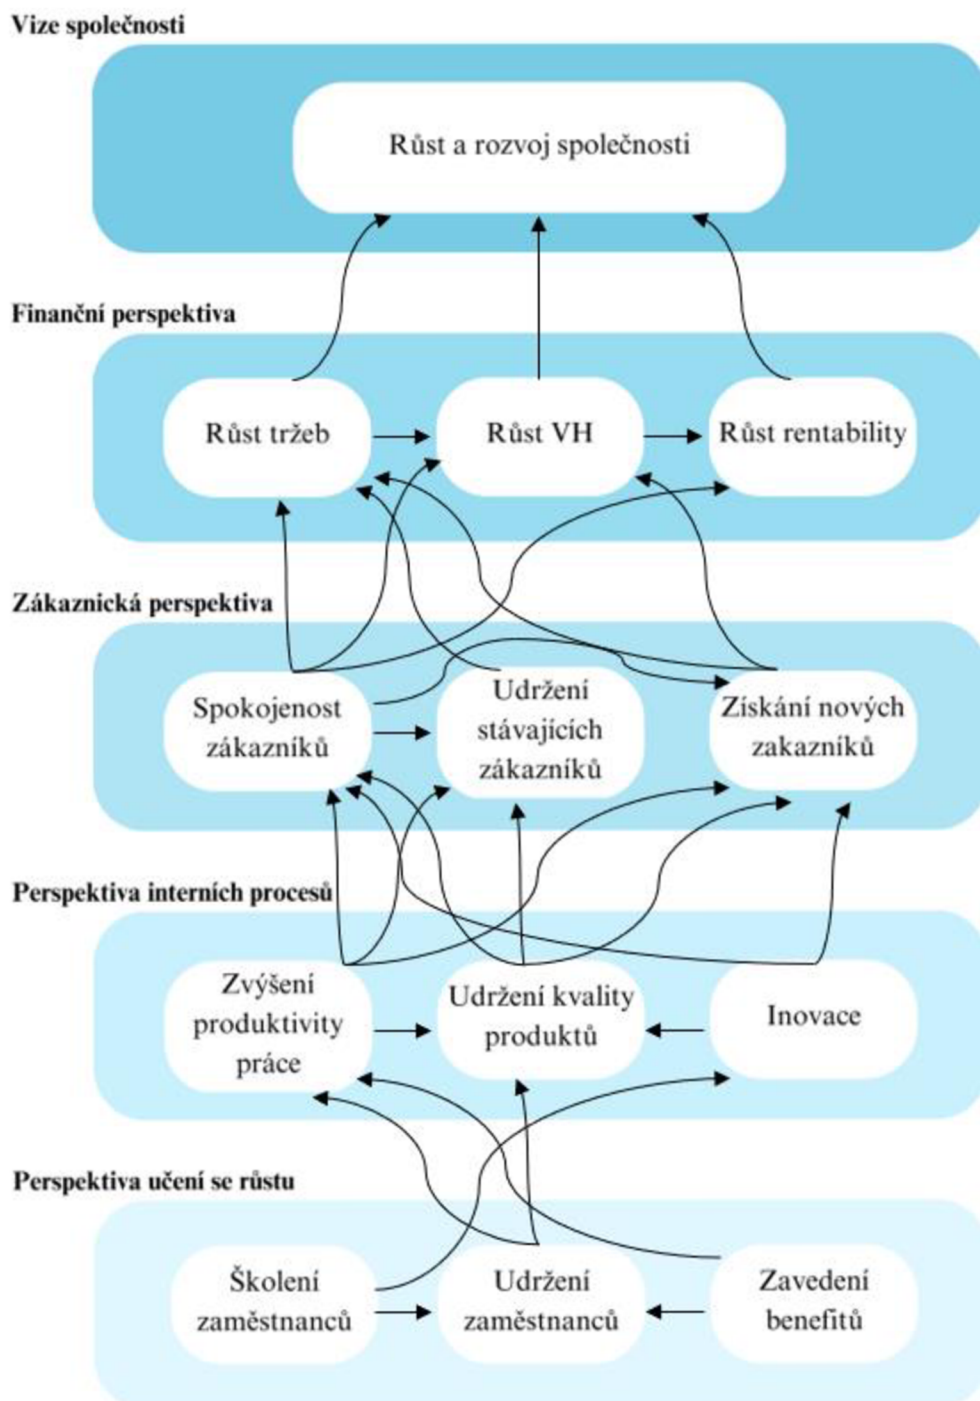 Vize společnosti
Růst a rozvoj společnosti
Finanční perspektiva
Růst tržeb
Růst VH
Růst rentability
Zákaznická perspektiva
Spokojenost
zákazníků
Udržení
stávajících
zákazníků
Získání nových
zakazníků
Perspektiva interních procesů
Zvýšení
produktivity
práce
Udržení kvality
produktů
Inovace
Perspektiva učení se růstu
Školení
zaměstnanců
Udržení
zaměstnanců
Zavedení
benefitů